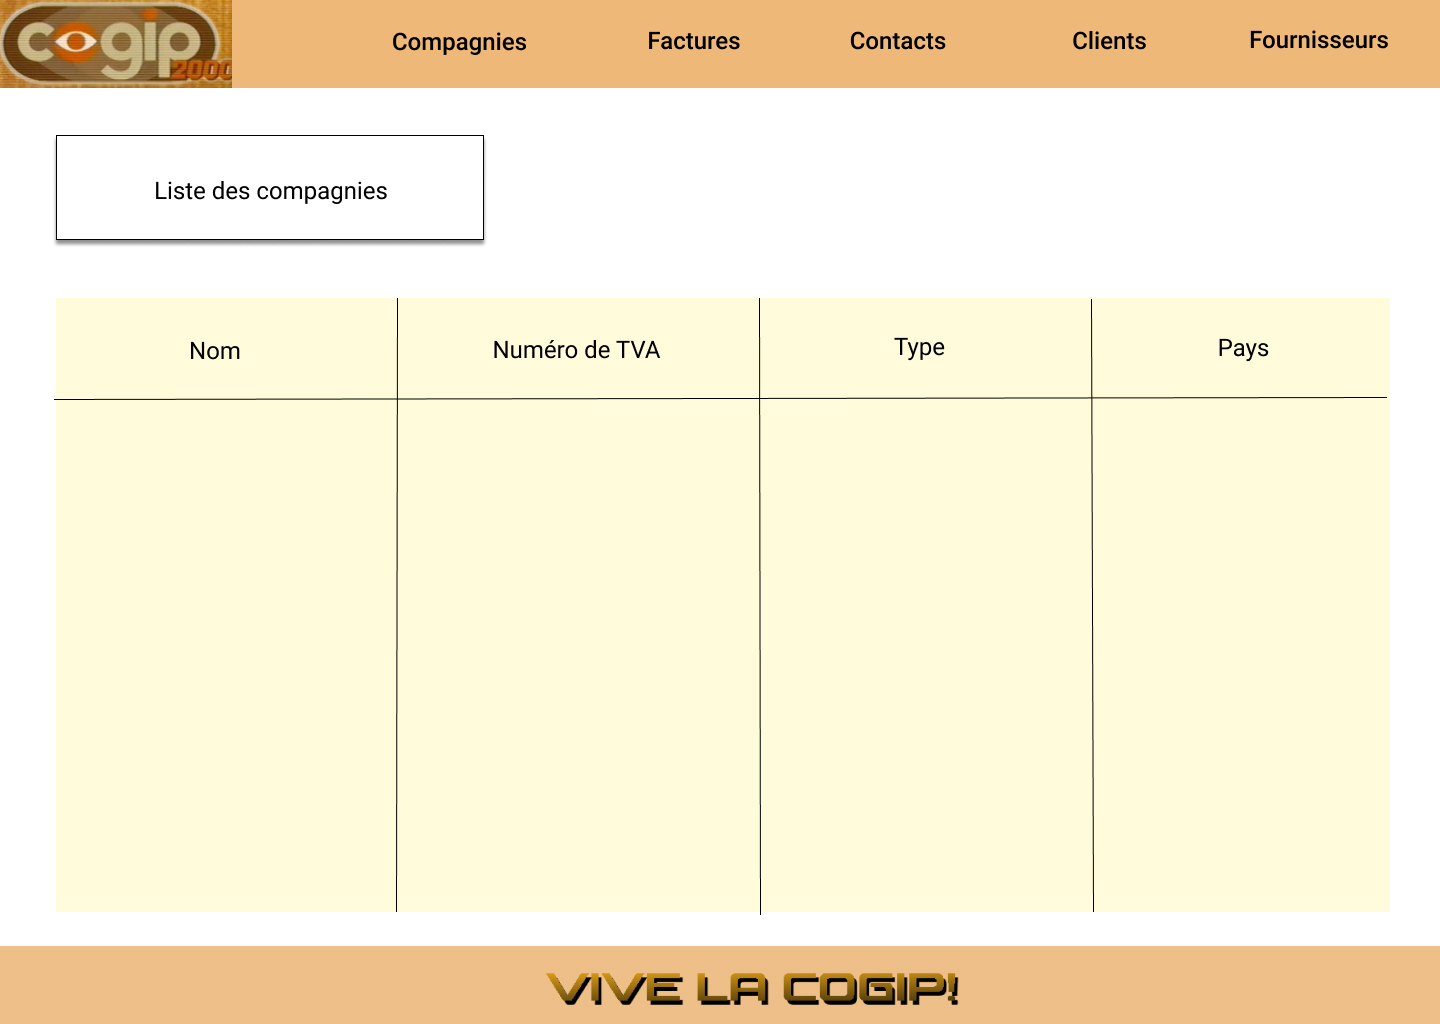 cogip
2000
Compagnies Factures Contacts Clients Fournisseurs
Liste des compagnies
Nom Numéro de TVA Type Pays
VIVE LA COGIP!